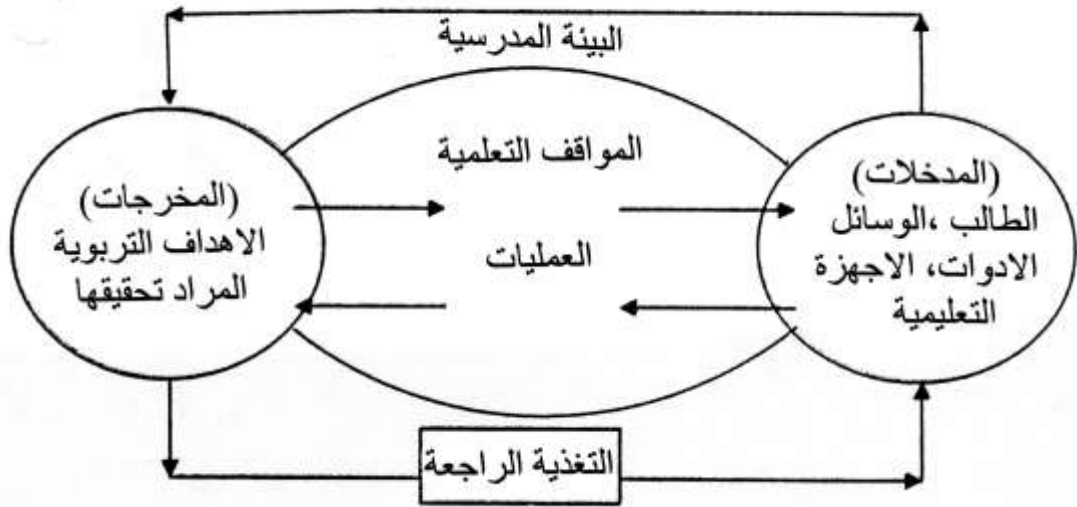 البيئة المدرسية
المواقف التعلمية
العمليات
(المدخلات)
الطالب ،الوسائل
الادوات، الاجهزة
التعليمية
(المخرجات)
الاهداف التربوية
المراد تحقيقها
التغذية الراجعة